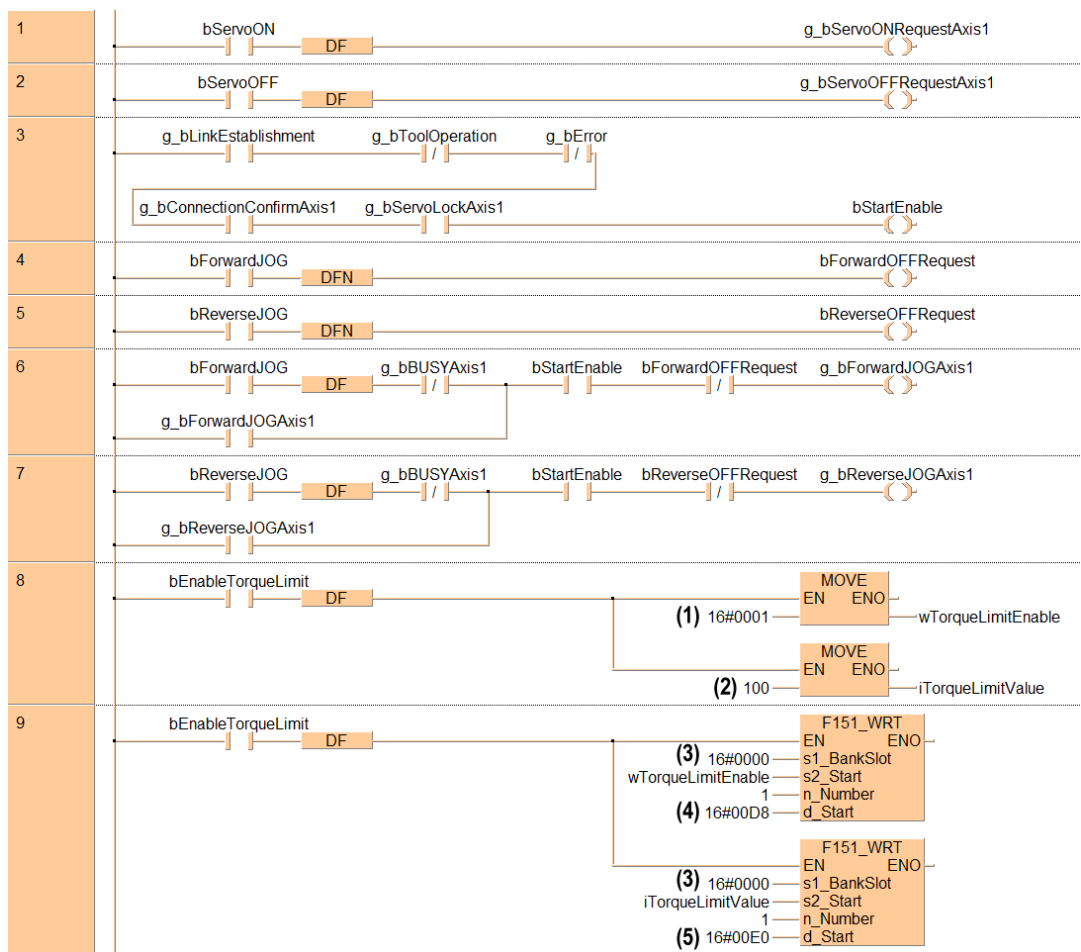 1
bServoON g_bServoONRequestAxis1
DF
2
bServoOFF g_bServoOFFRequestAxis1
DF
3
g_bLinkEstablishment g_bToolOperation g_bError
/ /
g_bConnectionConfirmAxis1 g_bServoLockAxis1 bStartEnable
4
bForwardJOG bForwardOFFRequest
DFN
5
bReverseJOG bReverseOFFRequest
DFN
6
bForwardJOG g_bBUSYAxis1 bStartEnable bForwardOFFRequest g_bForwardJOGAxis1
DF / /
g_bForwardJOGAxis1
7
bReverseJOG g_bBUSYAxis1 bStartEnable bReverseOFFRequest g_bReverseJOGAxis1
DF / /
g_bReverseJOGAxis1
8
bEnableTorqueLimit MOVE
DF EN ENO
(1) 16#0001 wTorqueLimitEnable
MOVE
EN ENO
(2) 100 iTorqueLimitValue
9
bEnableTorqueLimit F151_WRT
DF EN ENO
(3) 16#0000 s1_BankSlot
wTorqueLimitEnable s2_Start
1 n_Number
(4) 16#00D8 d_Start
F151_WRT
EN ENO
(3) 16#0000 s1_BankSlot
iTorqueLimitValue s2_Start
1 n_Number
(5) 16#00E0 d_Start